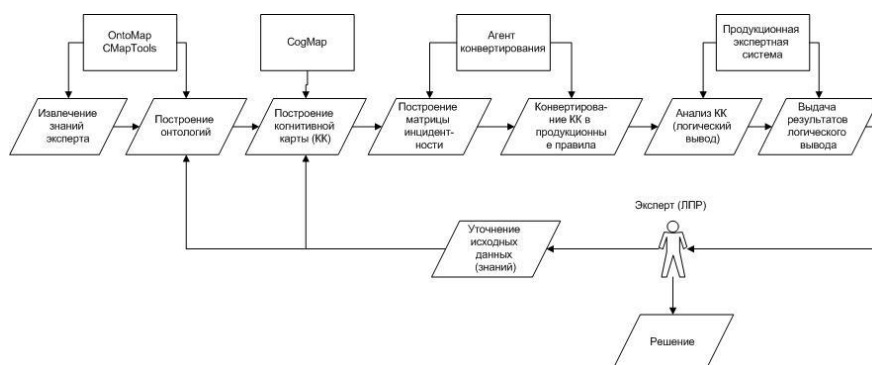 OntoMap
CMapTools
CogMap
Агент
конвертирования
Продукционная
экспертная
система
Извлечение
знаний
эксперта
Построение
онтологий
Построение
когнитивной
карты (КК)
Построение
матрицы
инцидент-
ности
Конвертирова-
ние КК в
продукционны
е правила
Анализ КК
(логический
вывод)
Выдача
результатов
логического
вывода
Эксперт (ЛПР)
Уточнение
исходных
данных
(знаний)
Решение